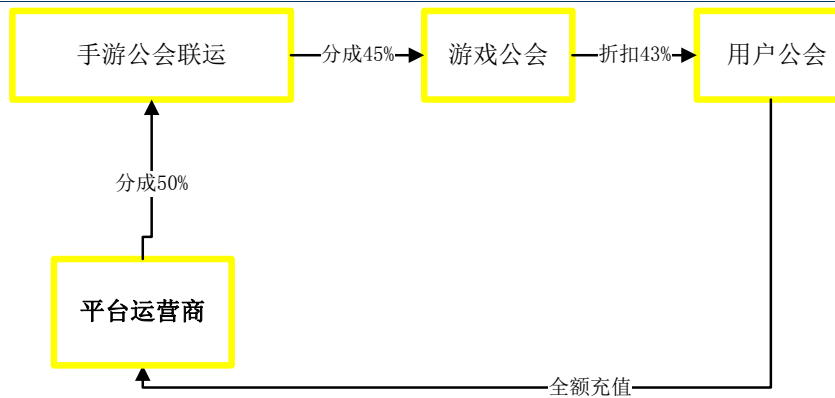 手游公会联运
分成45%
游戏公会
折扣43%
用户公会
分成50%
平台运营商
全额充值